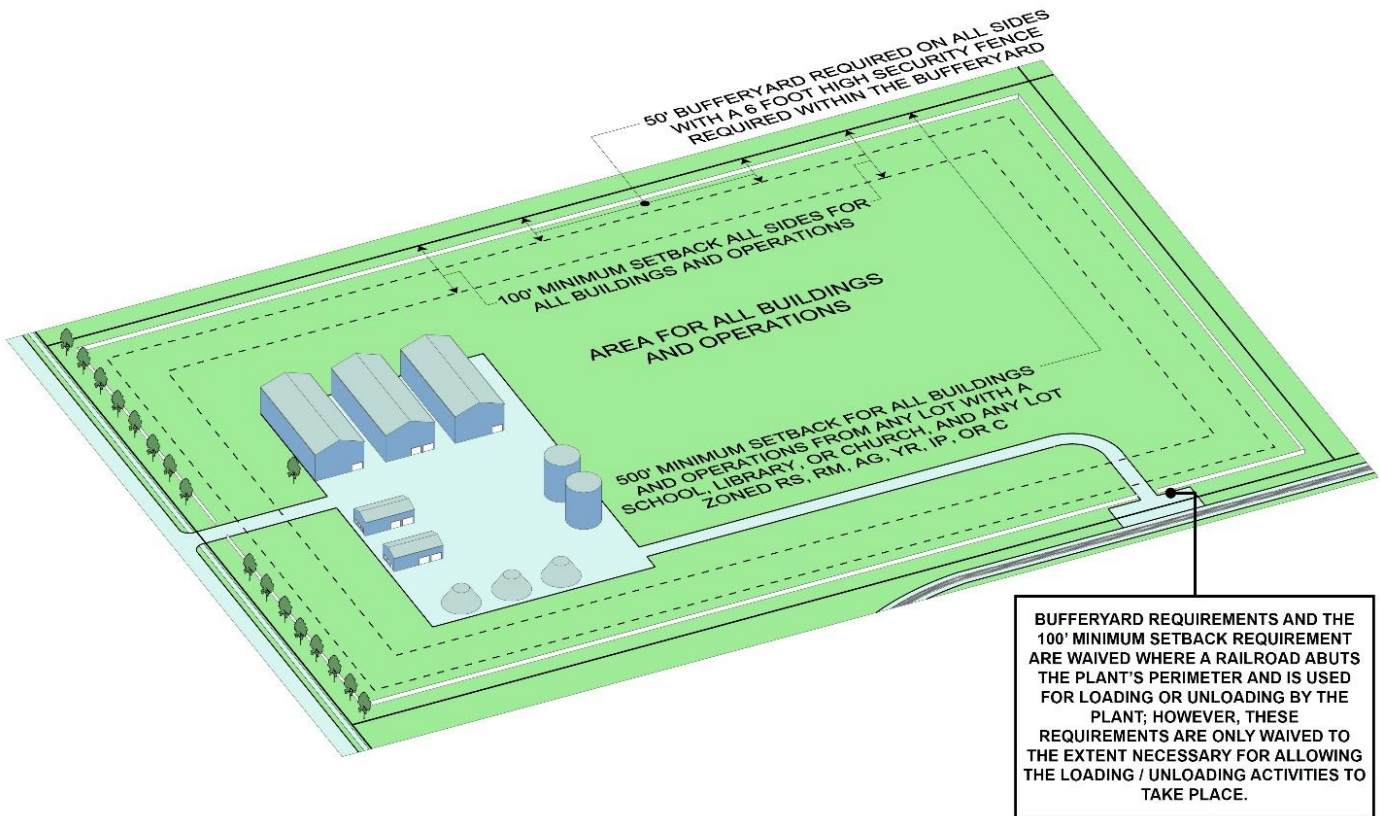 50' BUFFERYARD REQUIRED ON ALL SIDES
WITH A 6 FOOT HIGH SECURITY FENCE
REQUIRED WITHIN THE BUFFERYARD
100' MINIMUM SETBACK ALL SIDES FOR
ALL BUILDINGS AND OPERATIONS
AREA FOR ALL BUILDINGS
AND OPERATIONS
500' MINIMUM SETBACK FOR ALL BUILDINGS
AND OPERATIONS FROM ANY LOT WITH A
SCHOOL, LIBRARY, OR CHURCH, AND ANY LOT
ZONED RS, RM, AG, YR, IP, OR C
BUFFERYARD REQUIREMENTS AND THE
100' MINIMUM SETBACK REQUIREMENT
ARE WAIVED WHERE A RAILROAD ABUTS
THE PLANT'S PERIMETER AND IS USED
FOR LOADING OR UNLOADING BY THE
PLANT; HOWEVER, THESE
REQUIREMENTS ARE ONLY WAIVED TO
THE EXTENT NECESSARY FOR ALLOWING
THE LOADING / UNLOADING ACTIVITIES TO
TAKE PLACE.